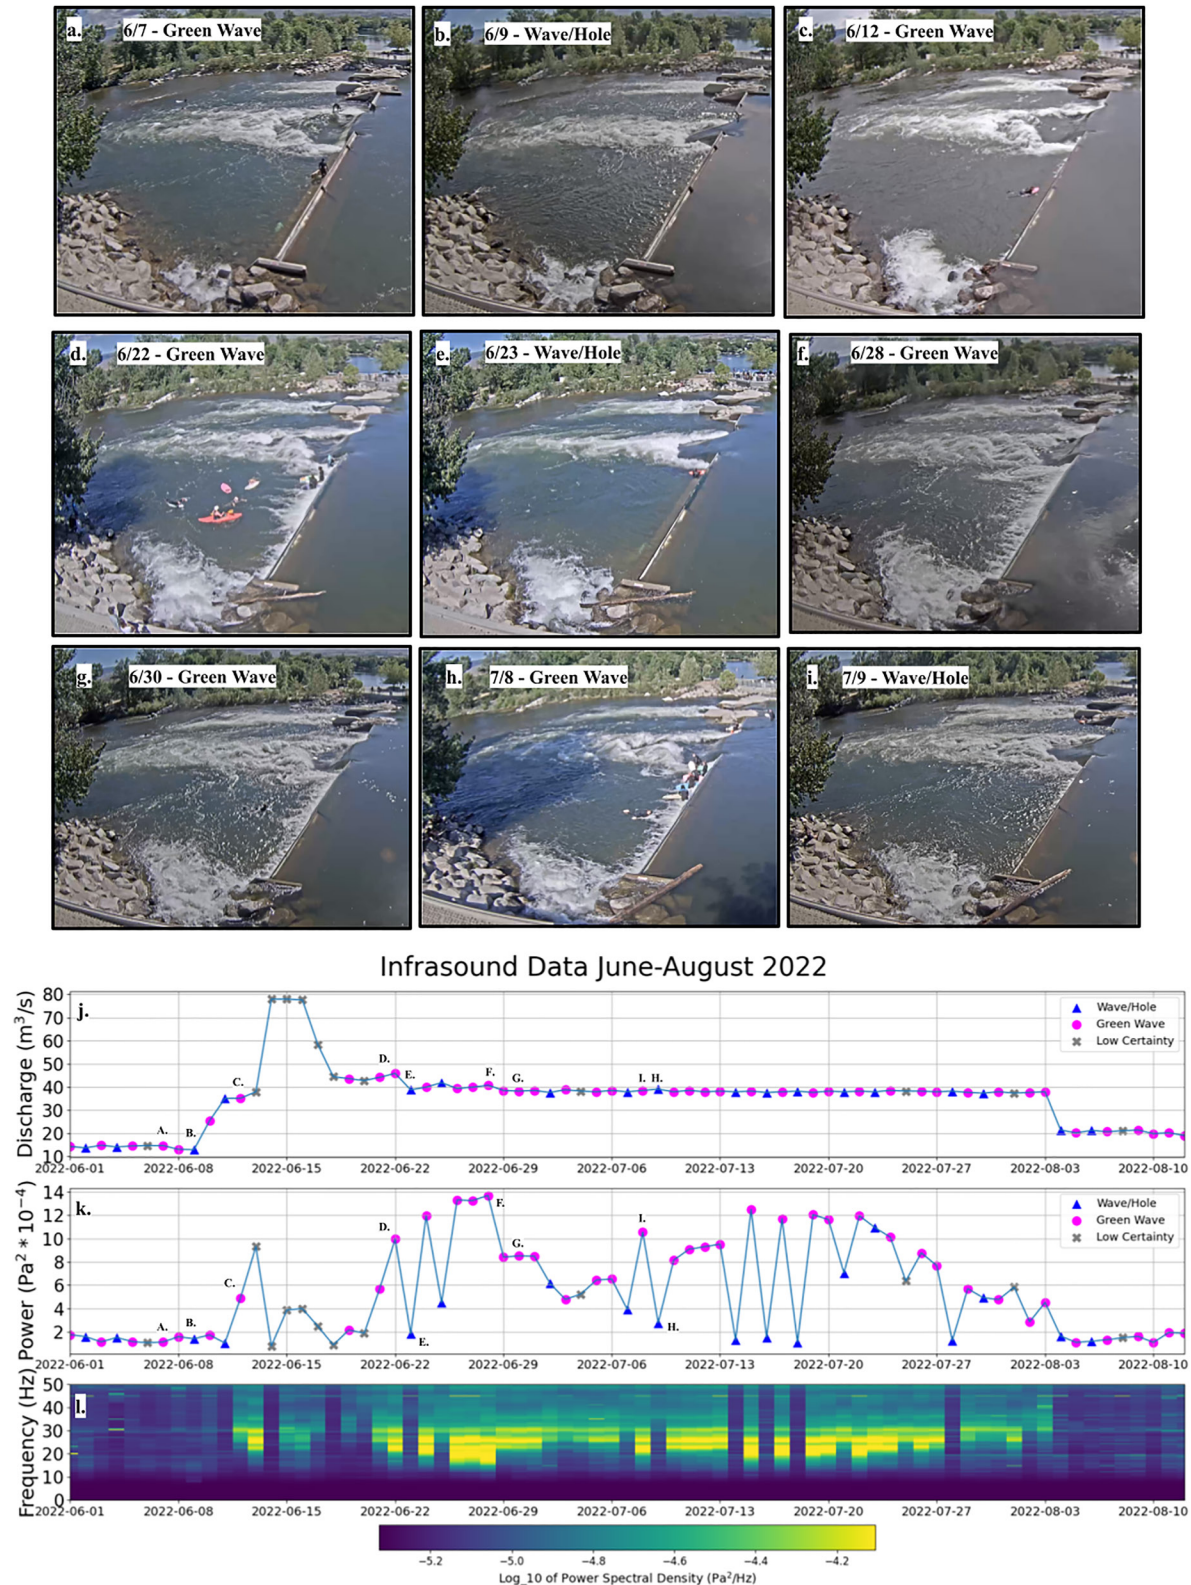 a.
6/7 - Green Wave
b.
6/9 - Wave/Hole
c.
6/12 - Green Wave
d.
6/22 - Green Wave
e.
6/23 - Wave/Hole
f.
6/28 - Green Wave
g.
6/30 - Green Wave
h.
7/8 - Green Wave
i.
7/9 - Wave/Hole
Infrasound Data June-August 2022
Discharge (m³/s)
80
70
60
50
40
30
20
10
j.
A.
B.
C.
D.
E.
F.
G.
I.
H.
Wave/Hole
Green Wave
Low Certainty
2022-06-01
2022-06-08
2022-06-15
2022-06-22
2022-06-29
2022-07-06
2022-07-13
2022-07-20
2022-07-27
2022-08-03
2022-08-10
Power (Pa² * 10⁻⁴)
14
12
10
8
6
4
2
k.
A.
B.
C.
D.
E.
F.
G.
I.
H.
Wave/Hole
Green Wave
Low Certainty
2022-06-01
2022-06-08
2022-06-15
2022-06-22
2022-06-29
2022-07-06
2022-07-13
2022-07-20
2022-07-27
2022-08-03
2022-08-10
Frequency (Hz)
50
40
30
20
10
0
l.
2022-06-01
2022-06-08
2022-06-15
2022-06-22
2022-06-29
2022-07-06
2022-07-13
2022-07-20
2022-07-27
2022-08-03
2022-08-10
−5.2
−5.0
−4.8
−4.6
−4.4
−4.2
Log_10 of Power Spectral Density (Pa²/Hz)